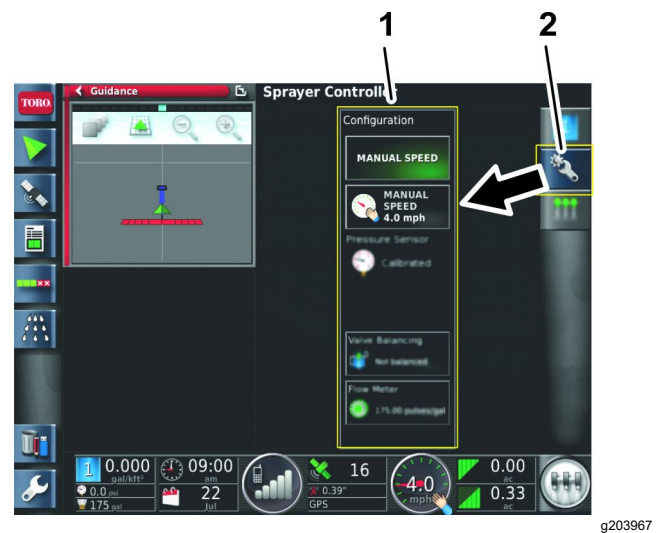 1
2
TORO.
Guidance
Sprayer Controller
Configuration
MANUAL SPEED
MANUAL
SPEED
4.0 mph
Pressure Sensor
Calibrated
Valve Balancing
Not balanced
Flow Meter
175.00 pulses/gal
1
0.000
gal/kft²
0.0 psi
175 gal
09:00
am
22
Jul
16
0.39"
GPS
4.0
mph
0.00
ac
0.33
ac
g203967